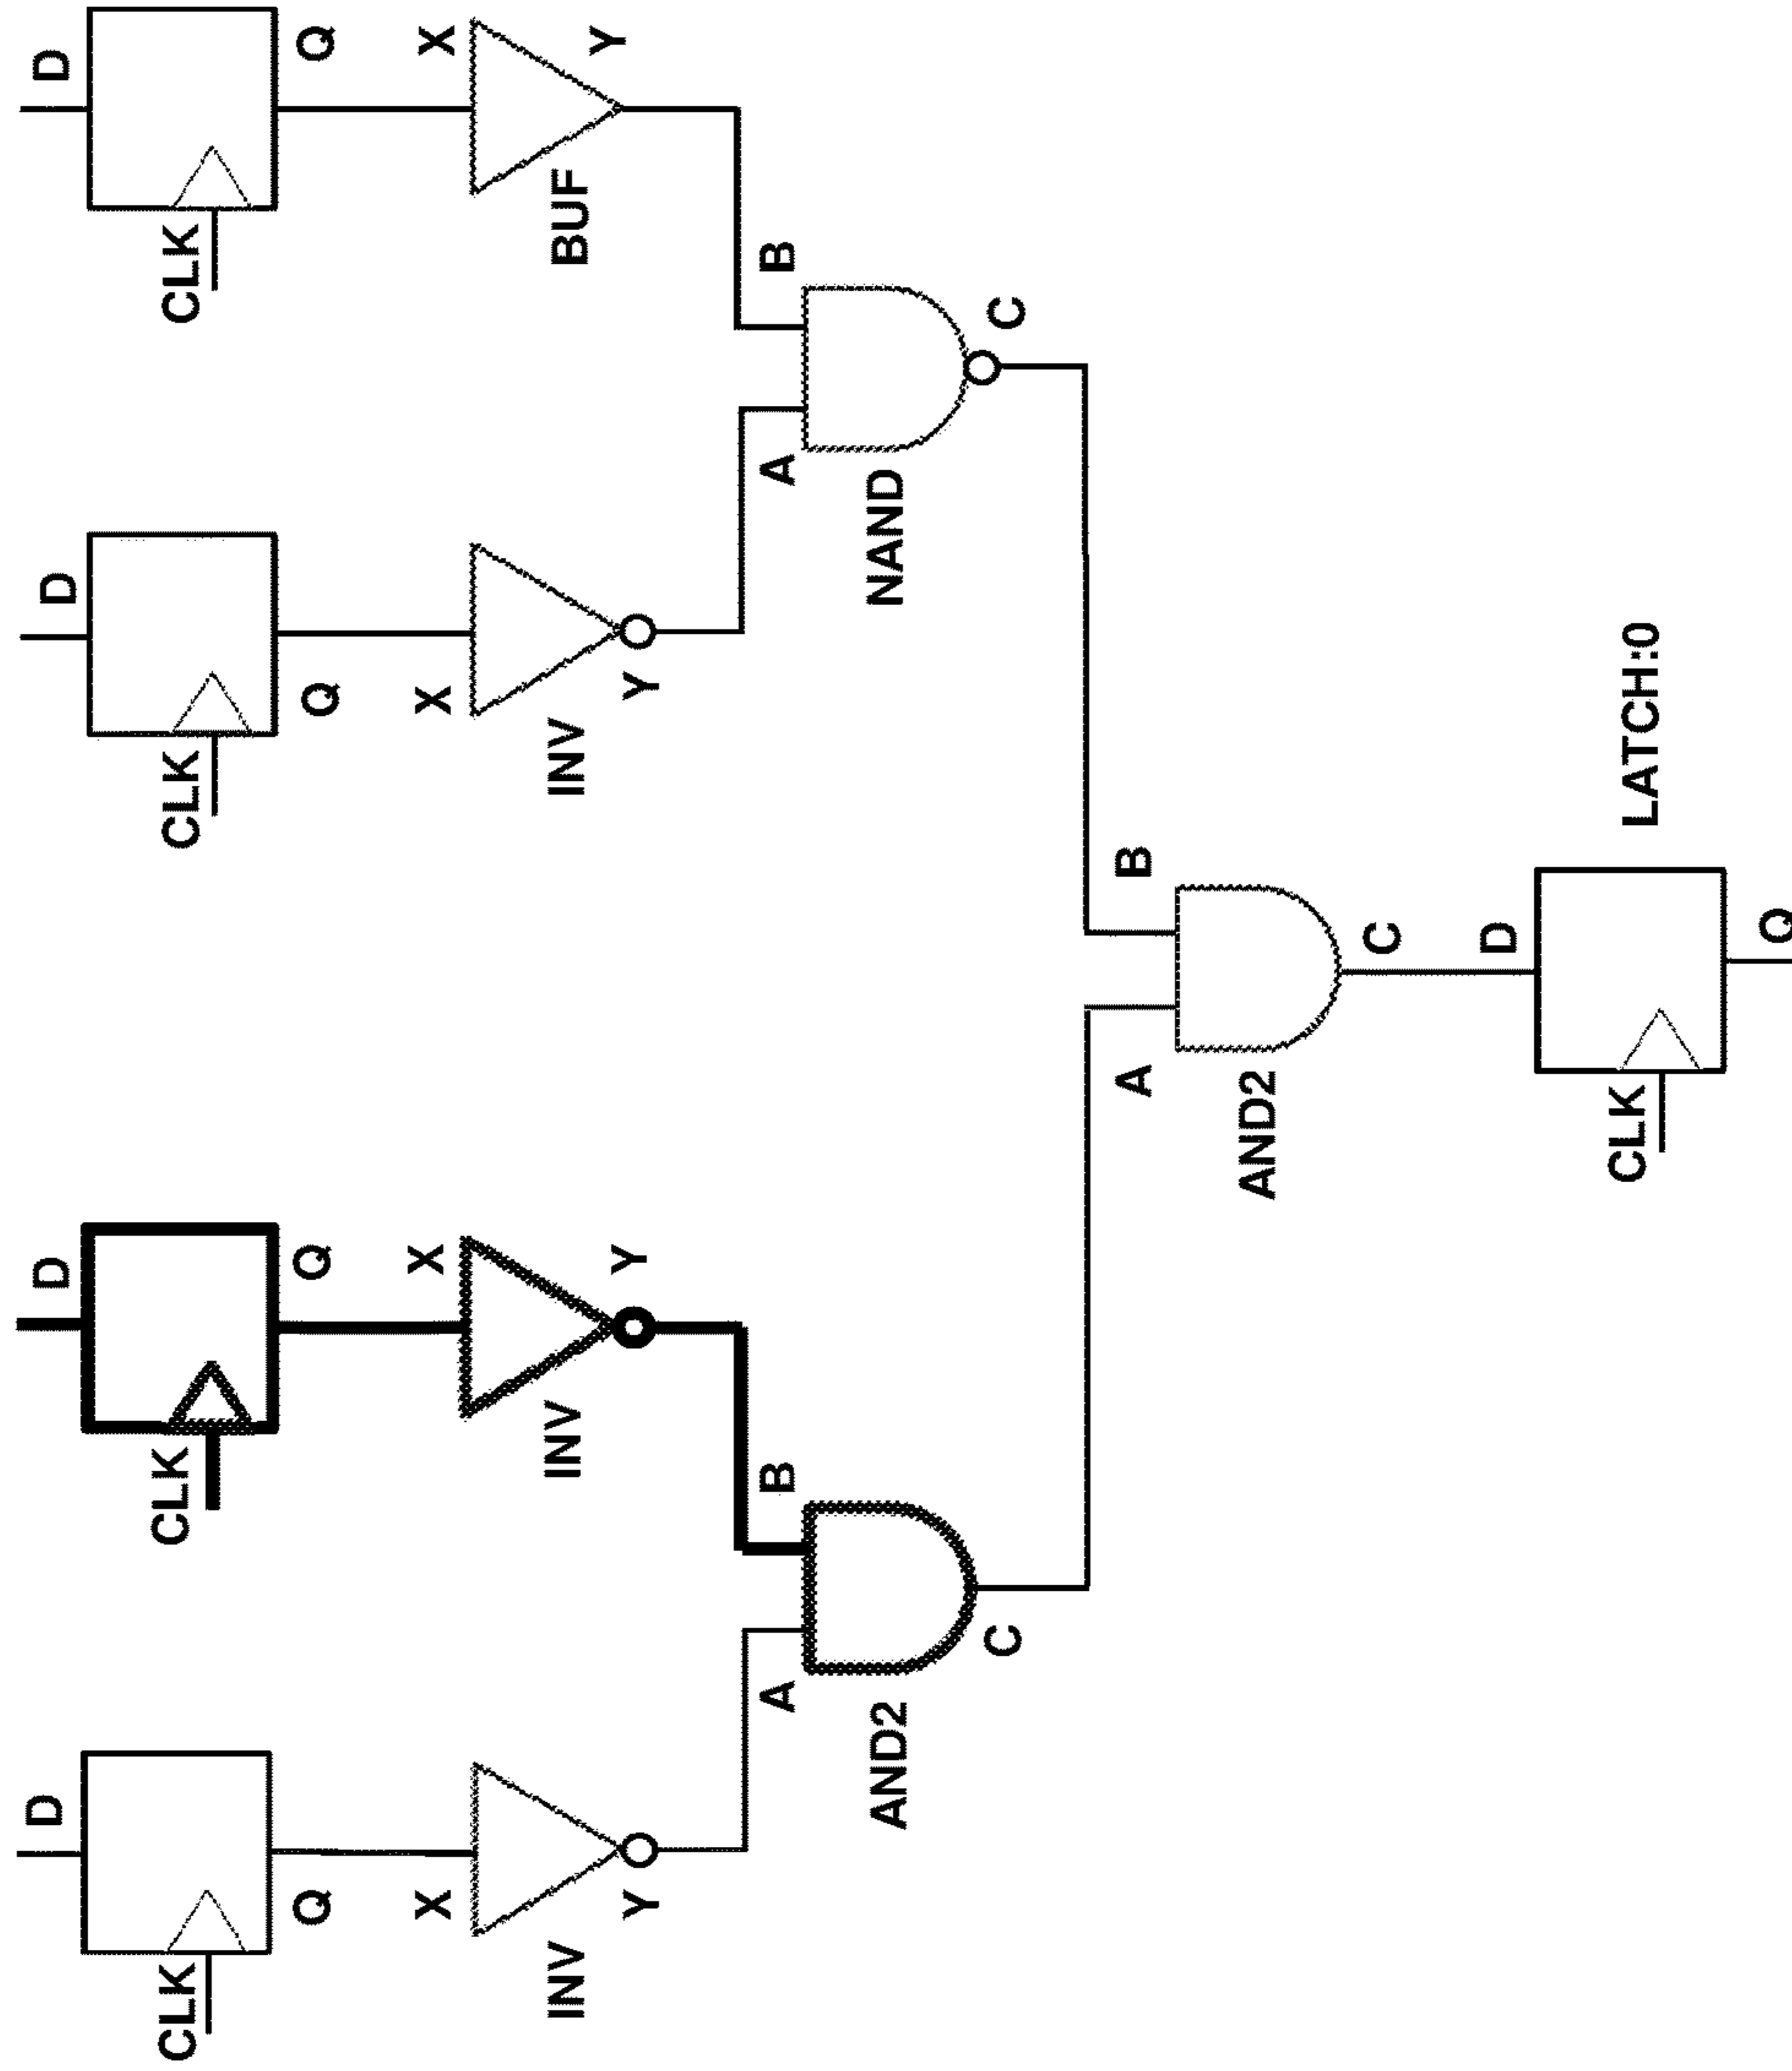 D D D D
CLK CLK CLK CLK
Q Q Q Q
X X X X
INV INV INV BUF
Y Y Y Y
A B A B
AND2 NAND
C C
A B
AND2
C
D
CLK LATCH:0
Q